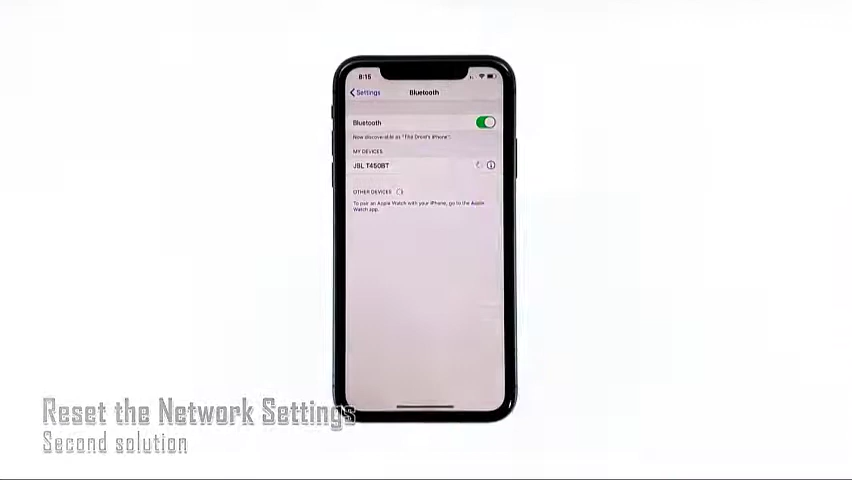 8:15
Settings
Bluetooth
Bluetooth
Now discoverable as "The Droid's iPhone".
MY DEVICES
JBL T450BT
OTHER DEVICES
To pair an Apple Watch with your iPhone, go to the Apple
Watch app.
Reset the Network Settings
Second solution